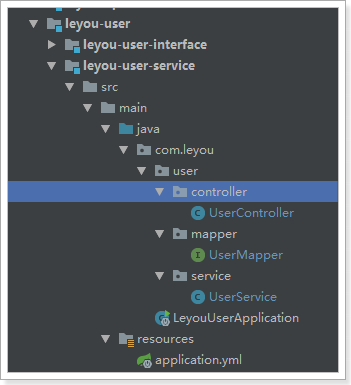 leyou-user
leyou-user-interface
leyou-user-service
src
main
java
com.leyou
user
controller
UserController
mapper
UserMapper
service
UserService
LeyouUserApplication
resources
application.yml